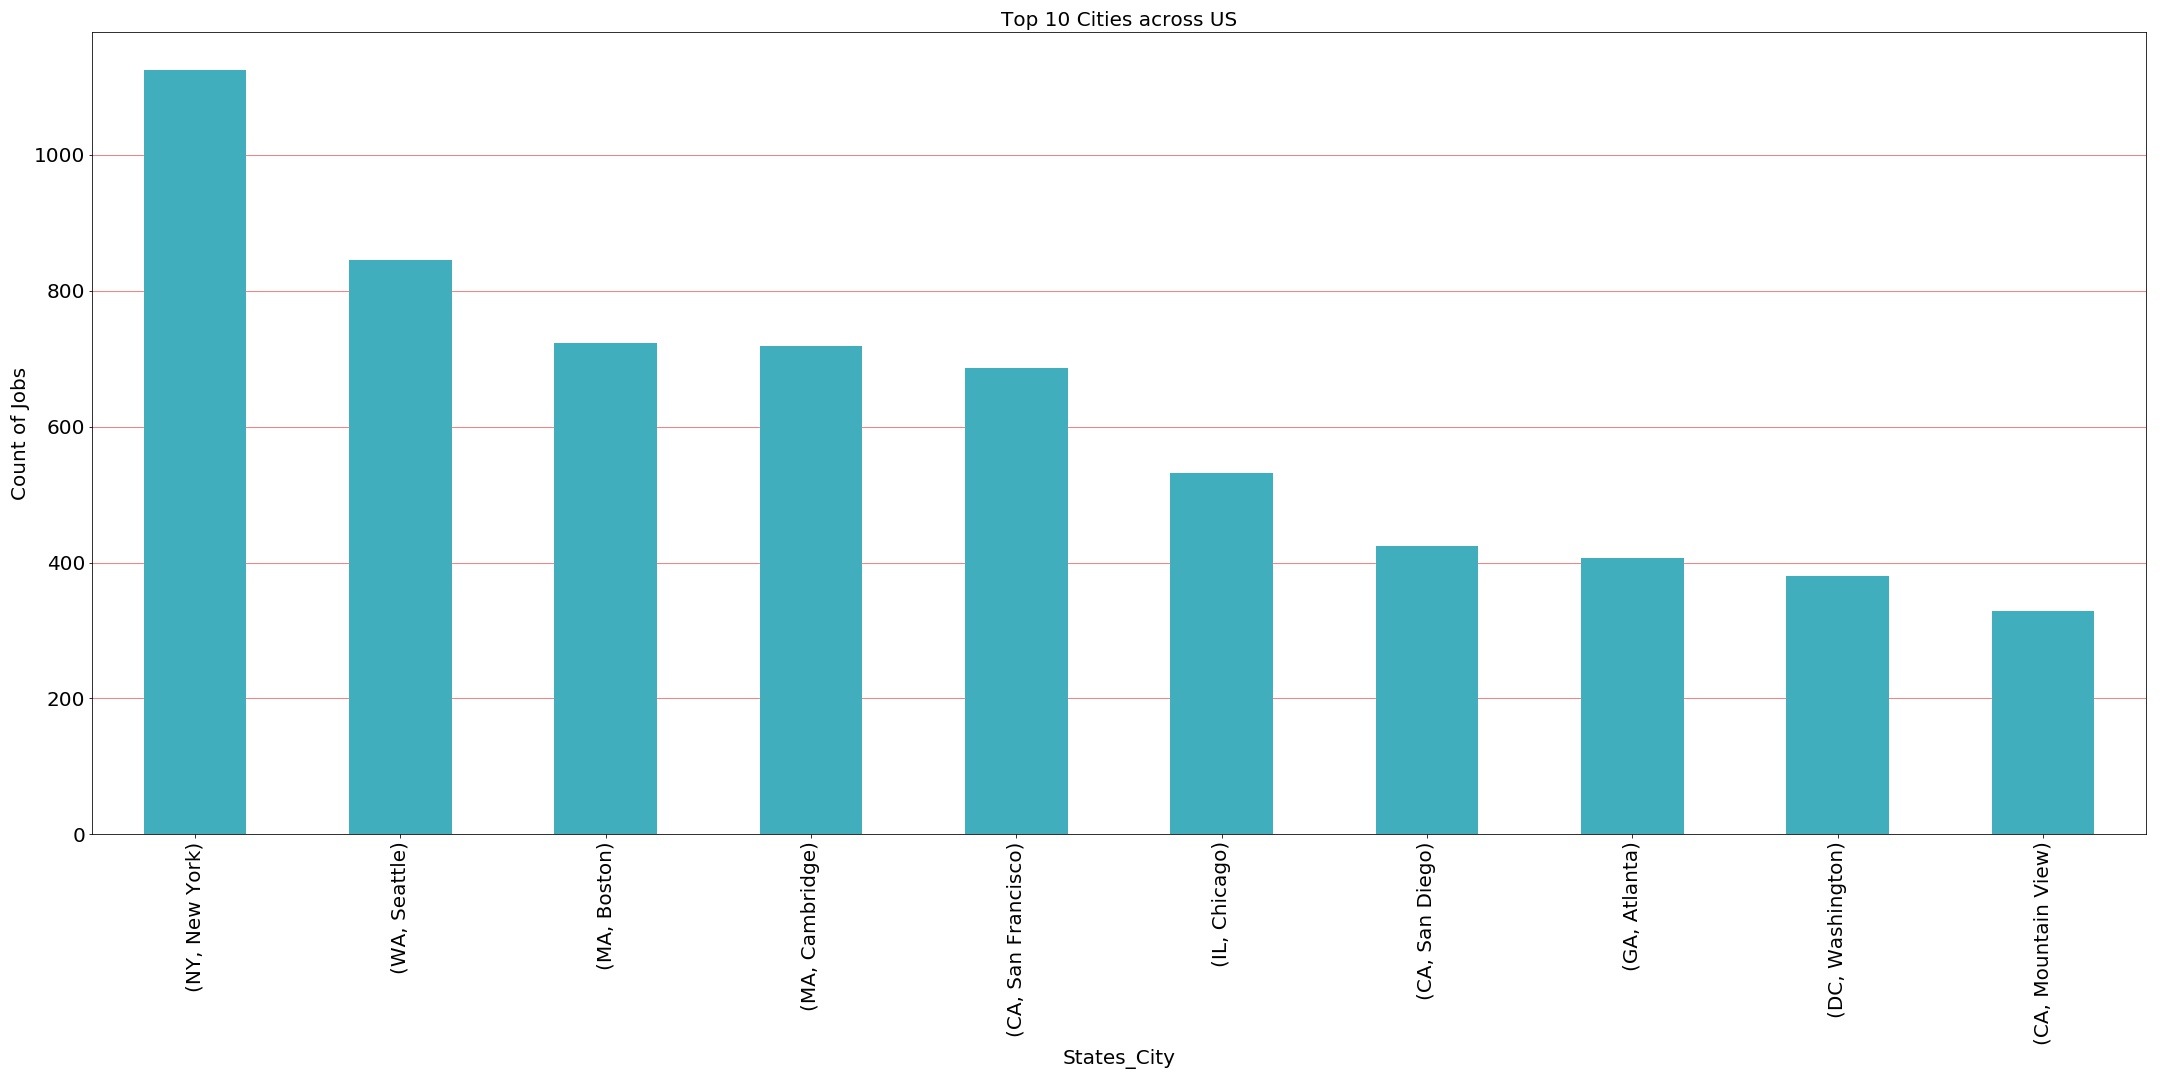 Top 10 Cities across US
Count of Jobs
1000
800
600
400
200
0
(NY, New York)
(WA, Seattle)
(MA, Boston)
(MA, Cambridge)
(CA, San Francisco)
(IL, Chicago)
(CA, San Diego)
(GA, Atlanta)
(DC, Washington)
(CA, Mountain View)
States_City